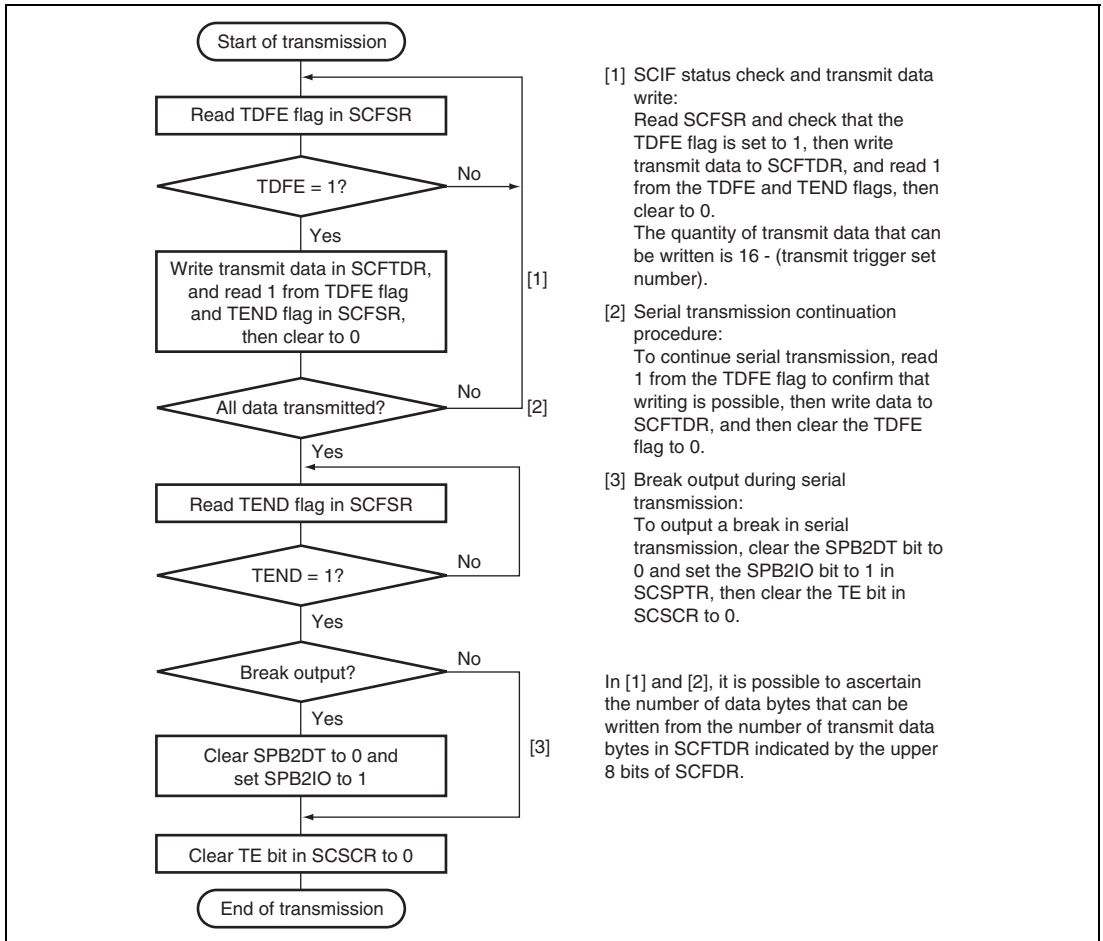 Start of transmission
Read TDFE flag in SCFSR
TDFE = 1?
No
Yes
Write transmit data in SCFTDR,
and read 1 from TDFE flag
and TEND flag in SCFSR,
then clear to 0
[1]
All data transmitted?
No
[2]
Yes
Read TEND flag in SCFSR
TEND = 1?
No
Yes
Break output?
No
Yes
Clear SPB2DT to 0 and
set SPB2IO to 1
[3]
Clear TE bit in SCSCR to 0
End of transmission
[1] SCIF status check and transmit data
write:
Read SCFSR and check that the
TDFE flag is set to 1, then write
transmit data to SCFTDR, and read 1
from the TDFE and TEND flags, then
clear to 0.
The quantity of transmit data that can
be written is 16 - (transmit trigger set
number).
[2] Serial transmission continuation
procedure:
To continue serial transmission, read
1 from the TDFE flag to confirm that
writing is possible, then write data to
SCFTDR, and then clear the TDFE
flag to 0.
[3] Break output during serial
transmission:
To output a break in serial
transmission, clear the SPB2DT bit to
0 and set the SPB2IO bit to 1 in
SCSPTR, then clear the TE bit in
SCSCR to 0.
In [1] and [2], it is possible to ascertain
the number of data bytes that can be
written from the number of transmit data
bytes in SCFTDR indicated by the upper
8 bits of SCFDR.